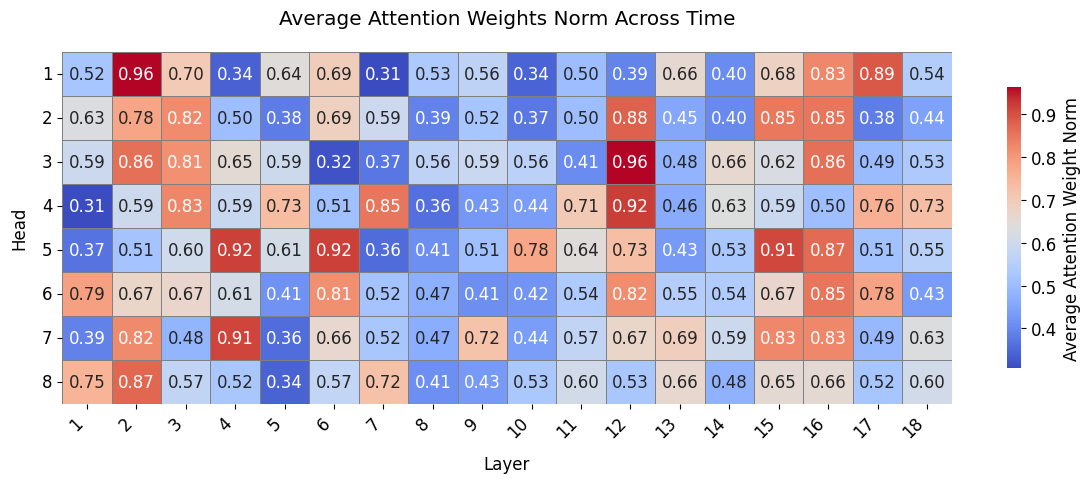 Average Attention Weights Norm Across Time
1 0.52 0.96 0.70 0.34 0.64 0.69 0.31 0.53 0.56 0.34 0.50 0.39 0.66 0.40 0.68 0.83 0.89 0.54
2 0.63 0.78 0.82 0.50 0.38 0.69 0.59 0.39 0.52 0.37 0.50 0.88 0.45 0.40 0.85 0.85 0.38 0.44
3 0.59 0.86 0.81 0.65 0.59 0.32 0.37 0.56 0.59 0.56 0.41 0.96 0.48 0.66 0.62 0.86 0.49 0.53
4 0.31 0.59 0.83 0.59 0.73 0.51 0.85 0.36 0.43 0.44 0.71 0.92 0.46 0.63 0.59 0.50 0.76 0.73
5 0.37 0.51 0.60 0.92 0.61 0.92 0.36 0.41 0.51 0.78 0.64 0.73 0.43 0.53 0.91 0.87 0.51 0.55
6 0.79 0.67 0.67 0.61 0.41 0.81 0.52 0.47 0.41 0.42 0.54 0.82 0.55 0.54 0.67 0.85 0.78 0.43
7 0.39 0.82 0.48 0.91 0.36 0.66 0.52 0.47 0.72 0.44 0.57 0.67 0.69 0.59 0.83 0.83 0.49 0.63
8 0.75 0.87 0.57 0.52 0.34 0.57 0.72 0.41 0.43 0.53 0.60 0.53 0.66 0.48 0.65 0.66 0.52 0.60
1 2 3 4 5 6 7 8 9 10 11 12 13 14 15 16 17 18
Layer
Head
0.9
0.8
0.7
0.6
0.5
0.4
Average Attention Weight Norm